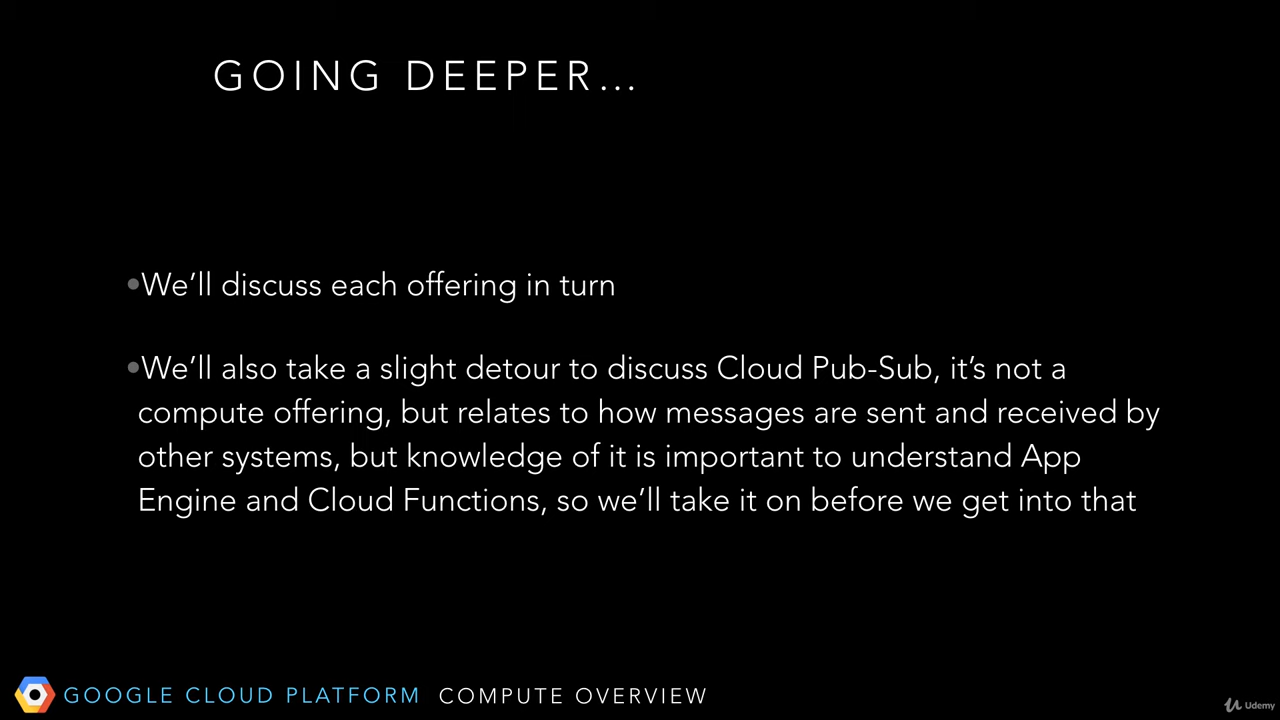 GOING DEEPER...
•We’ll discuss each offering in turn
•We’ll also take a slight detour to discuss Cloud Pub-Sub, it’s not a
compute offering, but relates to how messages are sent and received by
other systems, but knowledge of it is important to understand App
Engine and Cloud Functions, so we’ll take it on before we get into that
GOOGLE CLOUD PLATFORM COMPUTE OVERVIEW
Udemy